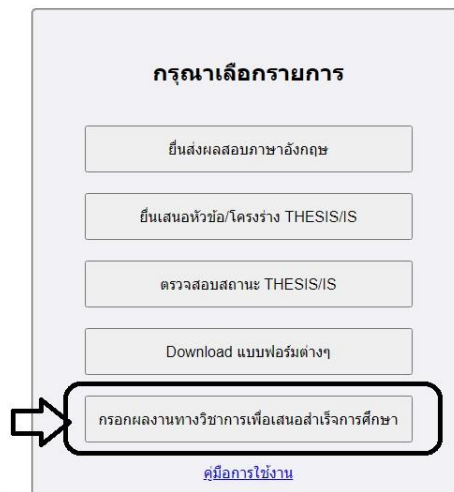 กรุณาเลือกรายการ
ยื่นส่งผลสอบภาษาอังกฤษ
ยื่นเสนอหัวข้อ/โครงร่าง THESIS/IS
ตรวจสอบสถานะ THESIS/IS
Download แบบฟอร์มต่างๆ
กรอกผลงานทางวิชาการเพื่อเสนอสำเร็จการศึกษา
คู่มือการใช้งาน